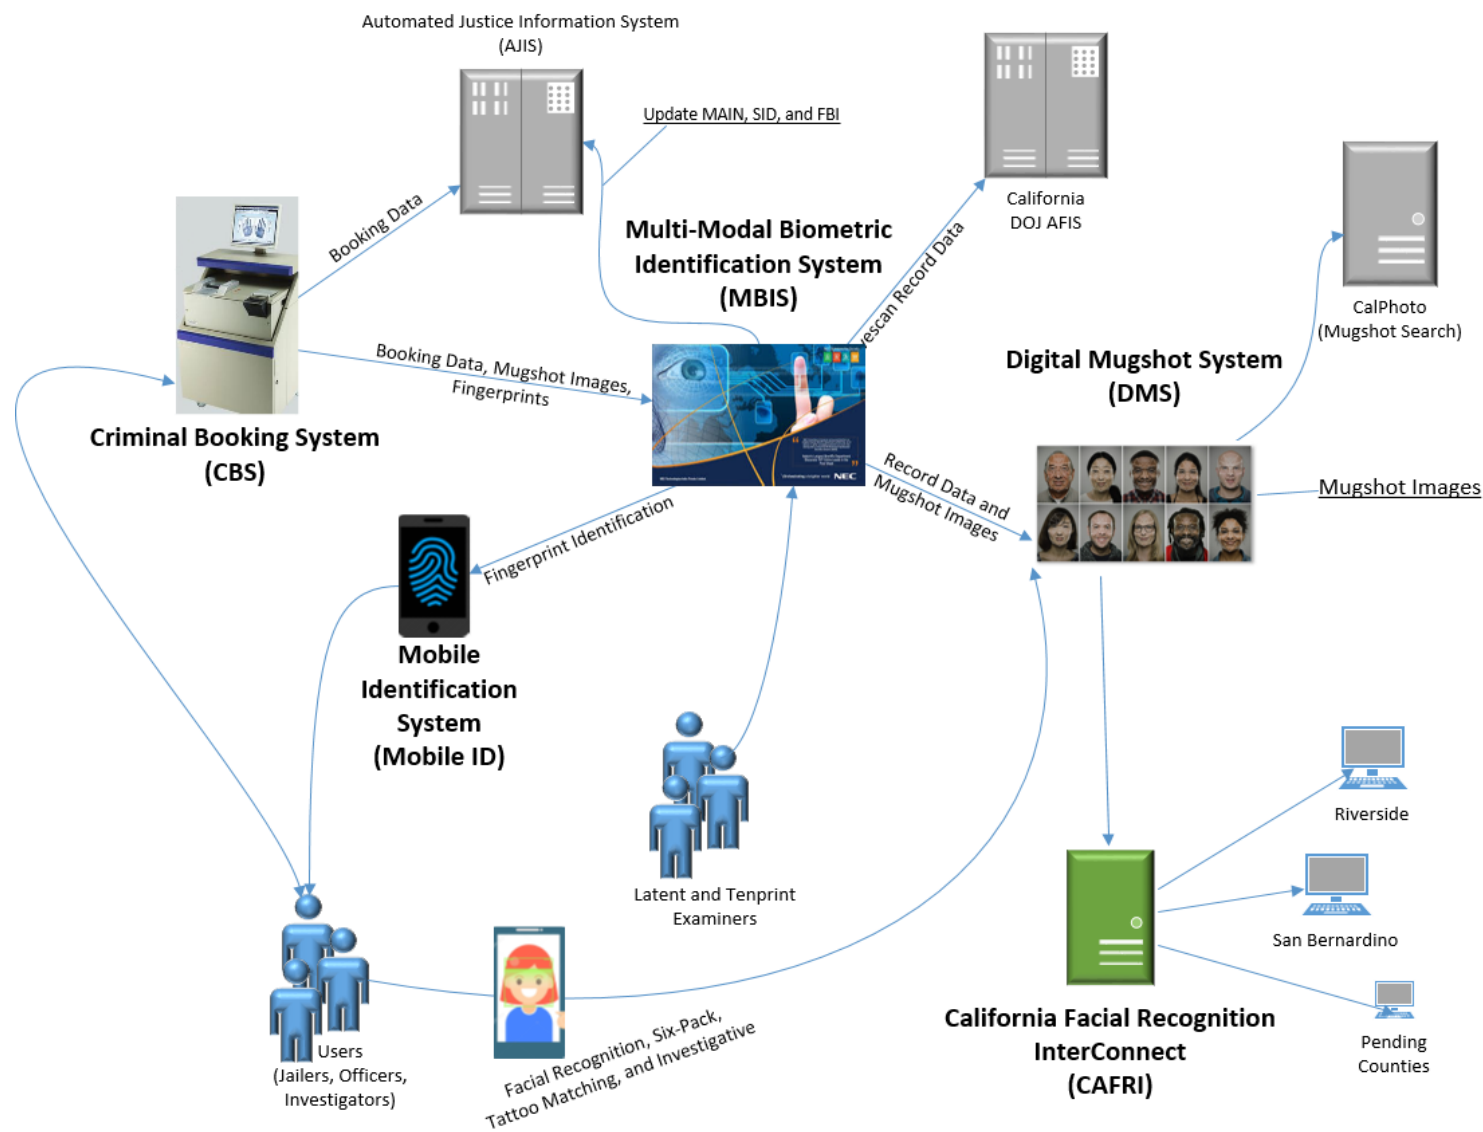 Automated Justice Information System
(AJIS)
Update MAIN, SID, and FBI
California
DOJ AFIS
Booking Data
Multi-Modal Biometric
Identification System
(MBIS)
vescan Record Data
CalPhoto
(Mugshot Search)
Booking Data, Mugshot Images,
Fingerprints
Digital Mugshot System
(DMS)
Criminal Booking System
(CBS)
NEC
Record Data and
Mugshot Images
Mugshot Images
Fingerprint Identification
Mobile
Identification
System
(Mobile ID)
Riverside
Latent and Tenprint
Examiners
San Bernardino
California Facial Recognition
InterConnect
(CAFRI)
Pending
Counties
Users
(Jailers, Officers,
Investigators)
Facial Recognition, Six-Pack,
Tattoo Matching, and Investigative